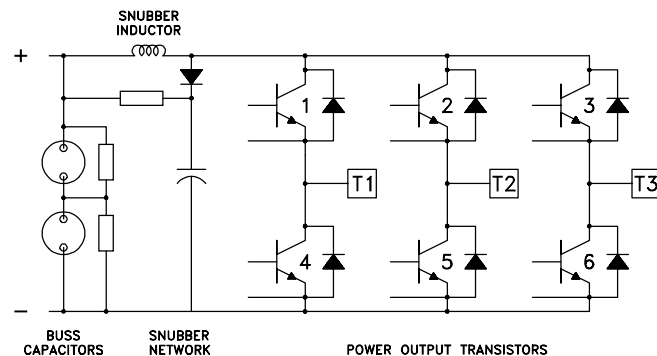 SNUBBER
INDUCTOR
+
1
2
3
T1
T2
T3
4
5
6
−
BUSS
CAPACITORS
SNUBBER
NETWORK
POWER OUTPUT TRANSISTORS